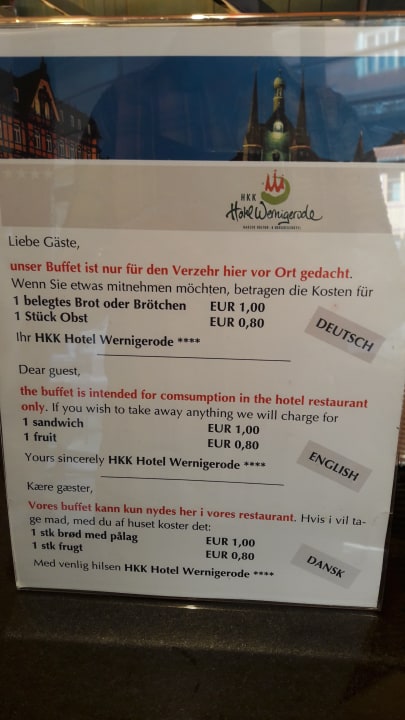 HKK
Hotel Wernigerode
Liebe Gäste,
unser Buffet ist nur für den Verzehr hier vor Ort gedacht.
Wenn Sie etwas mitnehmen möchten, betragen die Kosten für
1 belegtes Brot oder Brötchen EUR 1,00
1 Stück Obst EUR 0,80
Ihr HKK Hotel Wernigerode ****
DEUTSCH
Dear guest,
the buffet is intended for comsumption in the hotel restaurant
only. If you wish to take away anything we will charge for
1 sandwich EUR 1,00
1 fruit EUR 0,80
Yours sincerely HKK Hotel Wernigerode ****
ENGLISH
Kære gæster,
Vores buffet kann kun nydes her i vores restaurant. Hvis i vil ta-
ge mad, med du af huset koster det:
1 stk brød med pålag EUR 1,00
1 stk frugt EUR 0,80
Med venlig hilsen HKK Hotel Wernigerode ****
DANSK